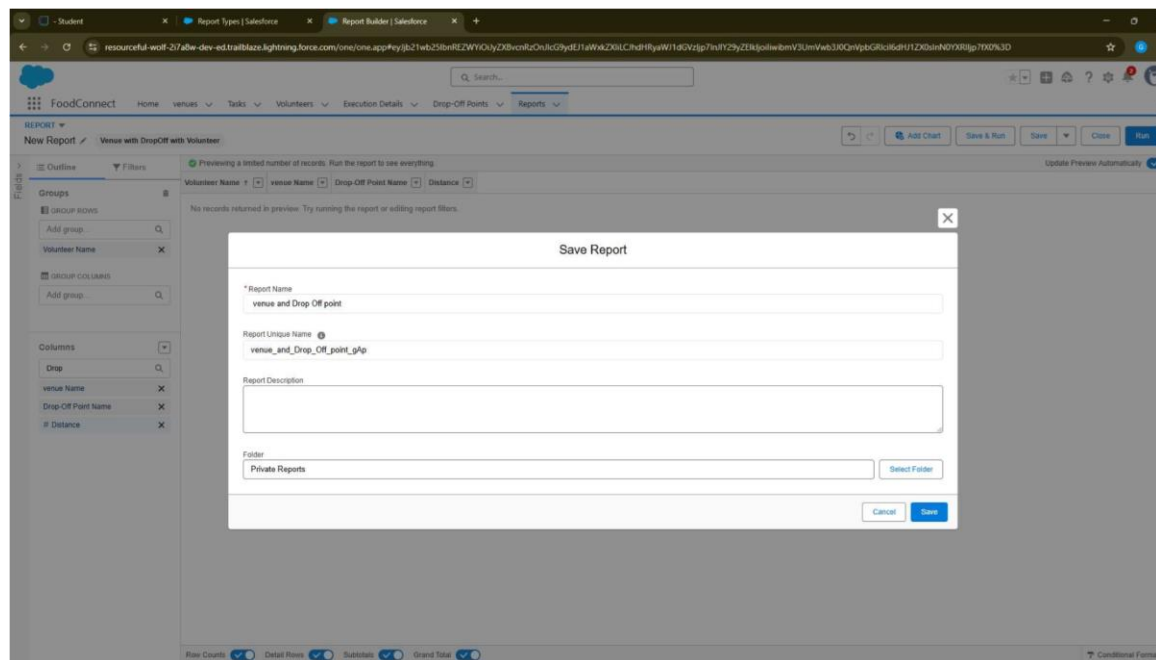 - Student
Report Types | Salesforce
Report Builder | Salesforce
FoodConnect Home venues Tasks Volunteers Execution Details Drop-Off Points Reports
Search...
REPORT
New Report Venue with DropOff with Volunteer
Add Chart Save & Run Save Close Run
Fields
Outline Filters
Previewing a limited number of records. Run the report to see everything.
Update Preview Automatically
Groups
GROUP ROWS
Add group...
Volunteer Name
GROUP COLUMNS
Add group...
Columns
Drop
venue Name
Drop-Off Point Name
# Distance
Volunteer Name venue Name Drop-Off Point Name Distance
No records returned in preview. Try running the report or editing report filters.
Save Report
* Report Name
venue and Drop Off point
Report Unique Name
venue_and_Drop_Off_point_gAp
Report Description
Folder
Private Reports
Select Folder
Cancel Save
Row Counts Detail Rows Subtotals Grand Total